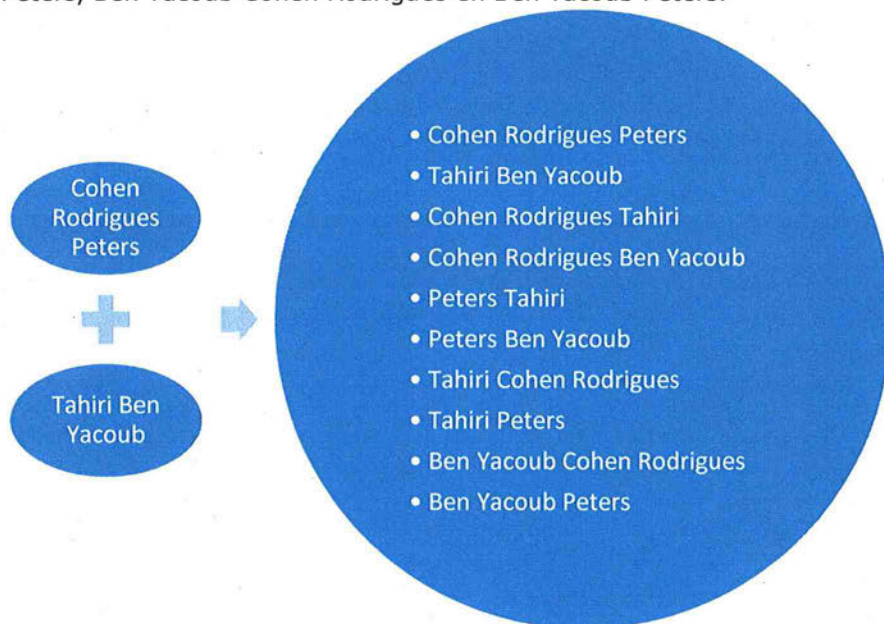 Peters, Ben Yacoub Cohen Rodrigues en Ben Yacoub Peters.
Cohen
Rodrigues
Peters
Tahiri Ben
Yacoub
• Cohen Rodrigues Peters
• Tahiri Ben Yacoub
• Cohen Rodrigues Tahiri
• Cohen Rodrigues Ben Yacoub
• Peters Tahiri
• Peters Ben Yacoub
• Tahiri Cohen Rodrigues
• Tahiri Peters
• Ben Yacoub Cohen Rodrigues
• Ben Yacoub Peters